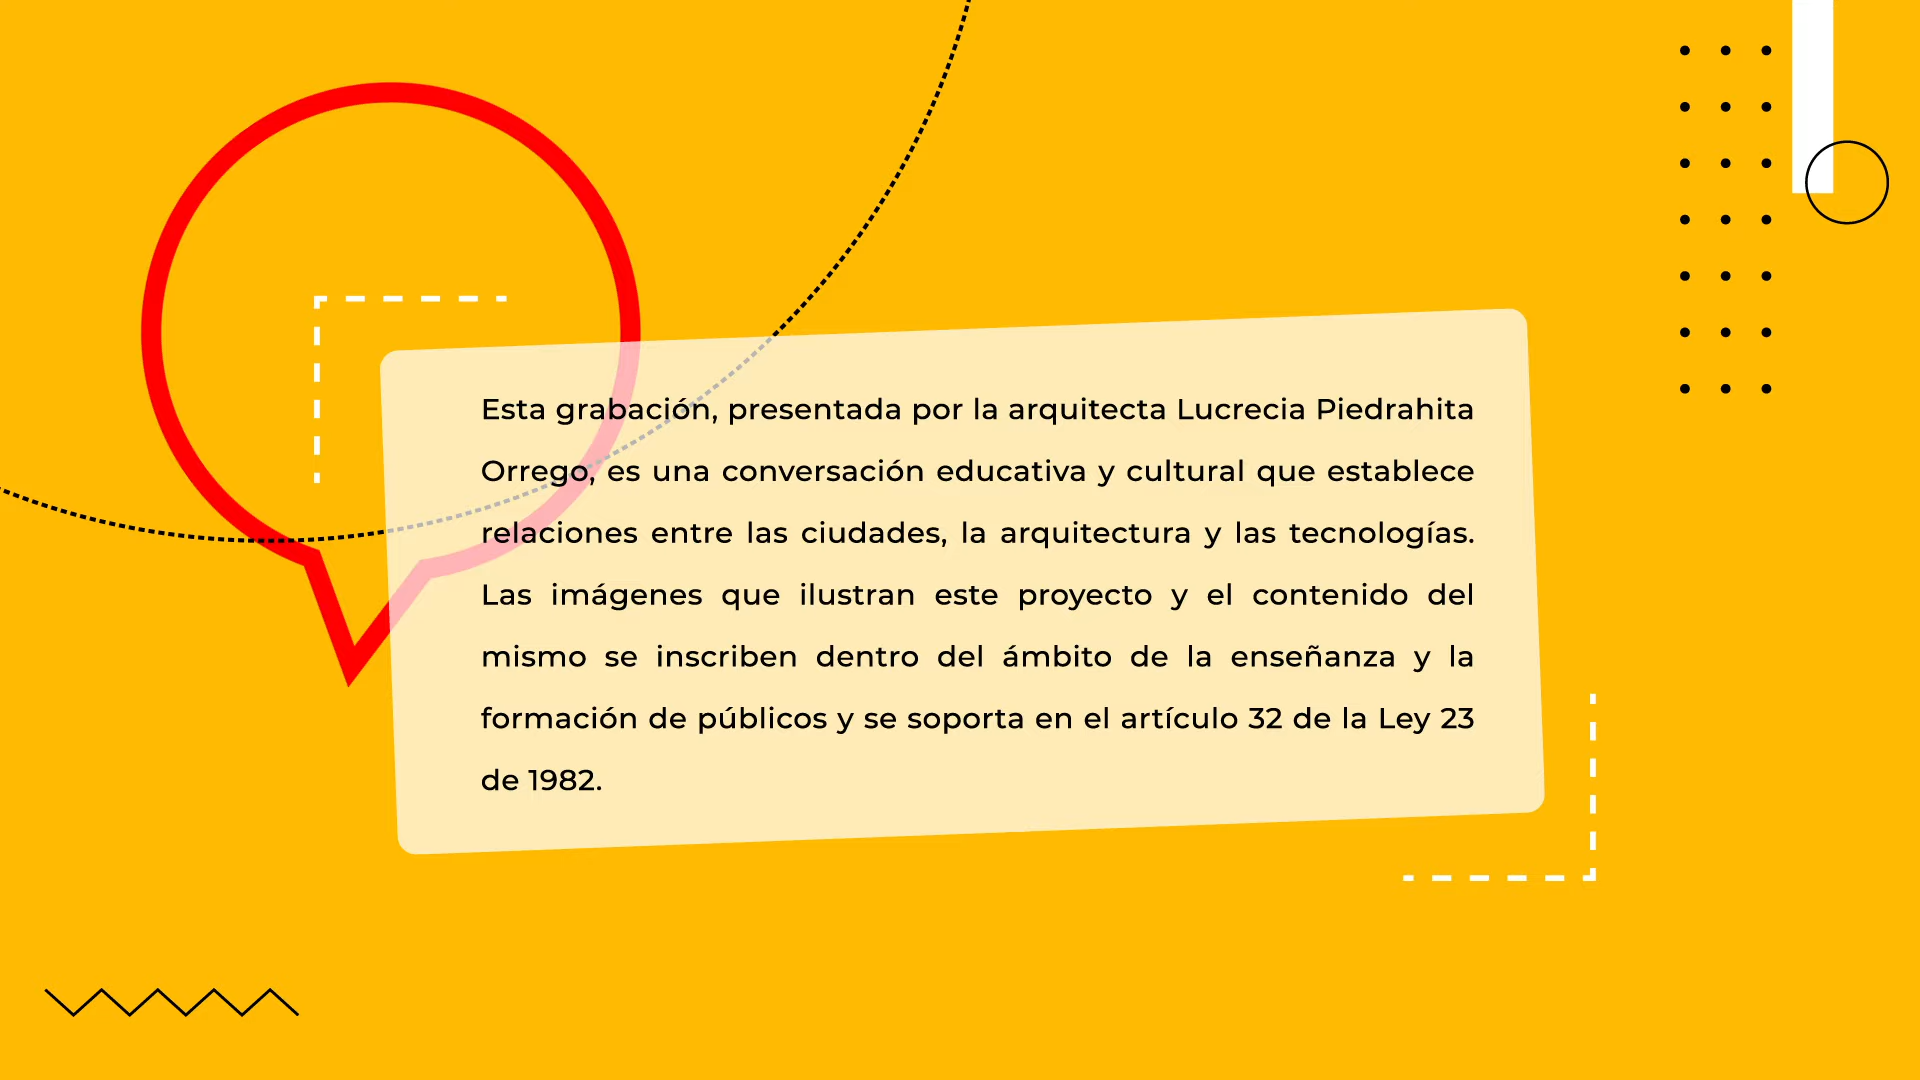 Esta grabación, presentada por la arquitecta Lucrecia Piedrahita
Orrego, es una conversación educativa y cultural que establece
relaciones entre las ciudades, la arquitectura y las tecnologías.
Las imágenes que ilustran este proyecto y el contenido del
mismo se inscriben dentro del ámbito de la enseñanza y la
formación de públicos y se soporta en el artículo 32 de la Ley 23
de 1982.